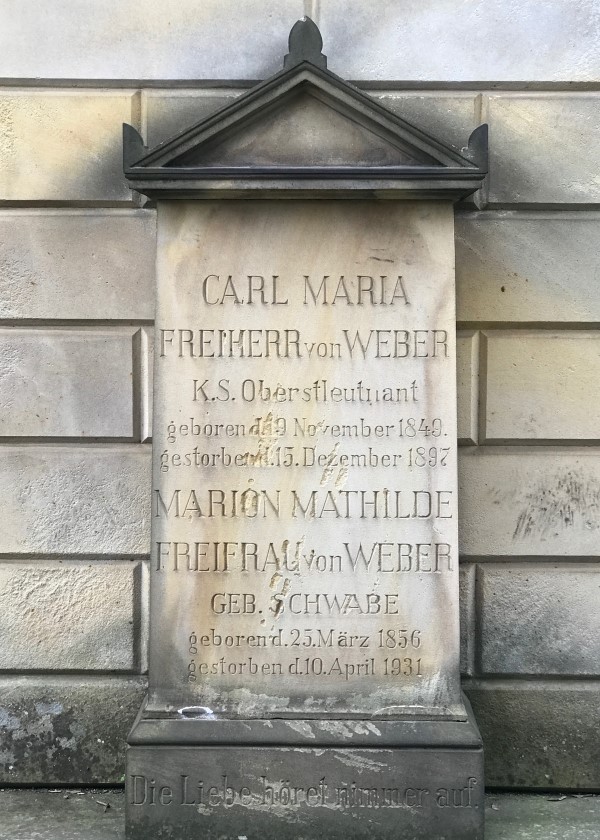 CARL MARIA
FREIHERR von WEBER
K.S. Oberstleutnant
geboren d.19 November 1849.
gestorben d.15. Dezember 1897
MARION MATHILDE
FREIFRAU von WEBER
GEB. SCHWABE
geboren d.25. März 1856
gestorben d.10. April 1931
Die Liebe höret nimmer auf.